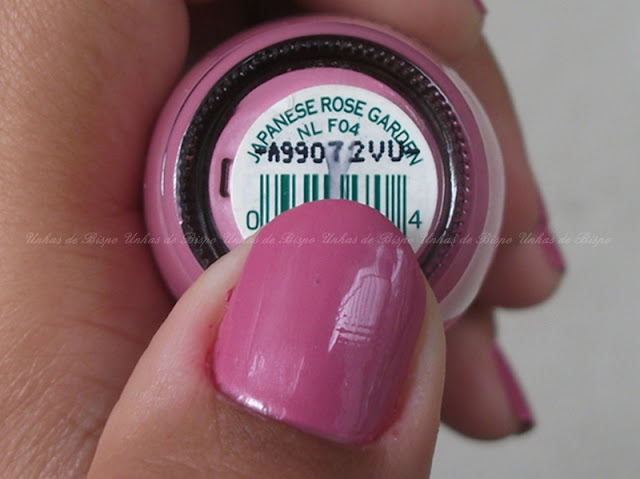 JAPANESE ROSE GARDEN
NL F04
*A99072VU*
0 4
Unhas de Bispo Unhas de Bispo Unhas de Bispo Unhas de Bispo Unhas de Bispo Unhas de Bispo